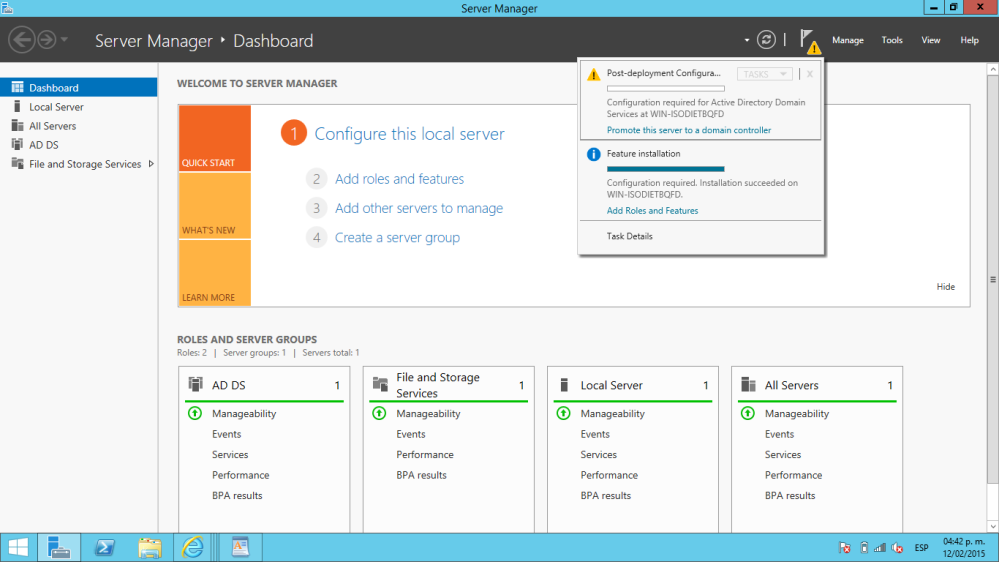 Server Manager
Server Manager ‣ Dashboard
Manage Tools View Help
Dashboard
Local Server
All Servers
AD DS
File and Storage Services
WELCOME TO SERVER MANAGER
QUICK START
WHAT'S NEW
LEARN MORE
1 Configure this local server
2 Add roles and features
3 Add other servers to manage
4 Create a server group
Hide
Post-deployment Configura... TASKS X
Configuration required for Active Directory Domain
Services at WIN-ISODIETBQFD
Promote this server to a domain controller
Feature installation
Configuration required. Installation succeeded on
WIN-ISODIETBQFD.
Add Roles and Features
Task Details
ROLES AND SERVER GROUPS
Roles: 2 | Server groups: 1 | Servers total: 1
AD DS 1
Manageability
Events
Services
Performance
BPA results
File and Storage
Services 1
Manageability
Events
Performance
BPA results
Local Server 1
Manageability
Events
Services
Performance
BPA results
All Servers 1
Manageability
Events
Services
Performance
BPA results
ESP
04:42 p. m.
12/02/2015